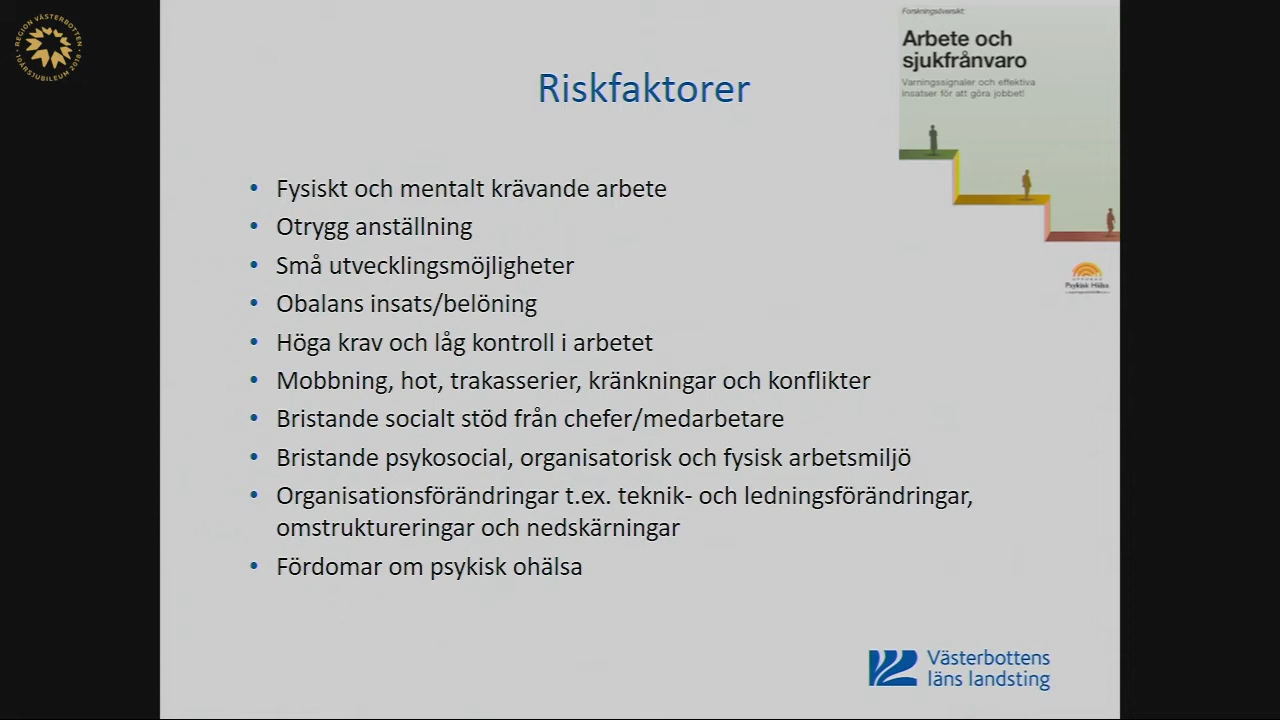 REGION VÄSTERBOTTEN
10ÅRSJUBILEUM 2018
Forskningsöversikt:
Arbete och
sjukfrånvaro
Varningssignaler och effektiva
insatser för att göra jobbet!
Psykisk Hälsa
Riskfaktorer
• Fysiskt och mentalt krävande arbete
• Otrygg anställning
• Små utvecklingsmöjligheter
• Obalans insats/belöning
• Höga krav och låg kontroll i arbetet
• Mobbning, hot, trakasserier, kränkningar och konflikter
• Bristande socialt stöd från chefer/medarbetare
• Bristande psykosocial, organisatorisk och fysisk arbetsmiljö
• Organisationsförändringar t.ex. teknik- och ledningsförändringar,
omstruktureringar och nedskärningar
• Fördomar om psykisk ohälsa
Västerbottens
läns landsting